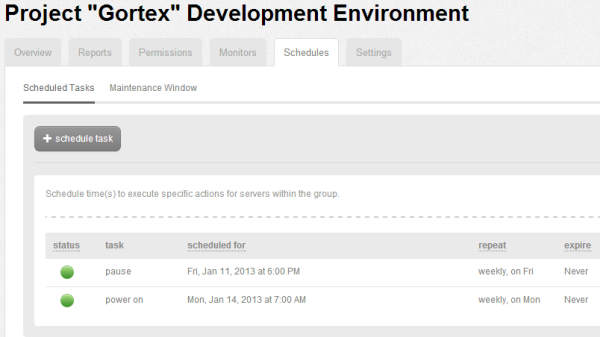 Project "Gortex" Development Environment
Overview Reports Permissions Monitors Schedules Settings
Scheduled Tasks Maintenance Window
+ schedule task
Schedule time(s) to execute specific actions for servers within the group.
status task scheduled for repeat expire
pause Fri, Jan 11, 2013 at 6:00 PM weekly, on Fri Never
power on Mon, Jan 14, 2013 at 7:00 AM weekly, on Mon Never